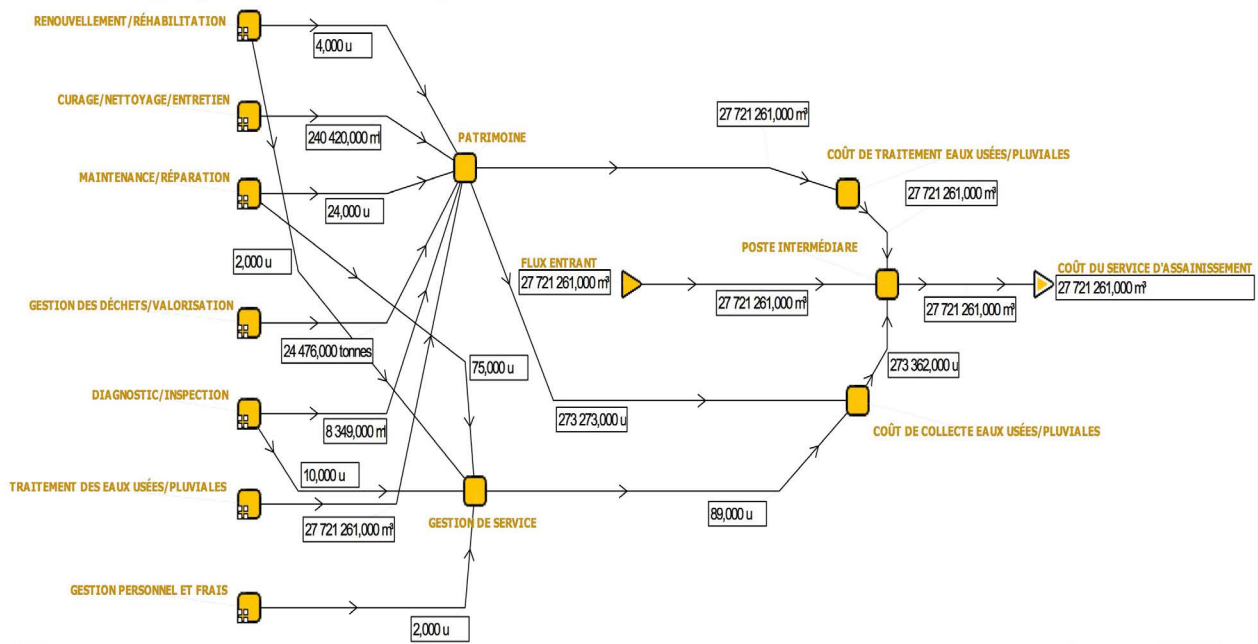 RENOUVELLEMENT/RÉHABILITATION
4,000 u
CURAGE/NETTOYAGE/ENTRETIEN
240 420,000 ml
PATRIMOINE
27 721 261,000 m³
COÛT DE TRAITEMENT EAUX USÉES/PLUVIALES
MAINTENANCE/RÉPARATION
24,000 u
27 721 261,000 m³
2,000 u
POSTE INTERMÉDIARE
FLUX ENTRANT
27 721 261,000 m³
COÛT DU SERVICE D'ASSAINISSEMENT
27 721 261,000 m³
27 721 261,000 m³
27 721 261,000 m³
GESTION DES DÉCHETS/VALORISATION
24 476,000 tonnes
75,000 u
273 362,000 u
DIAGNOSTIC/INSPECTION
8 349,000 ml
273 273,000 u
COÛT DE COLLECTE EAUX USÉES/PLUVIALES
10,000 u
TRAITEMENT DES EAUX USÉES/PLUVIALES
27 721 261,000 m³
GESTION DE SERVICE
89,000 u
GESTION PERSONNEL ET FRAIS
2,000 u